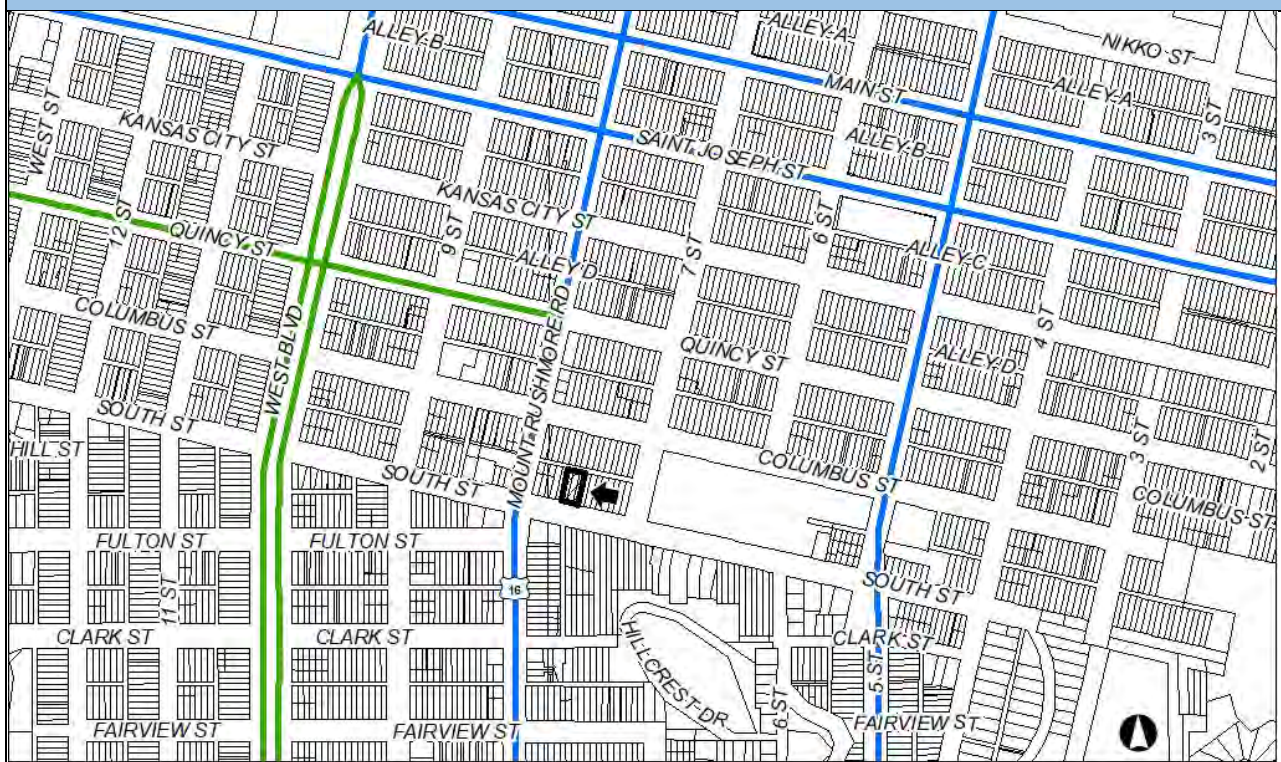 ALLEY B
ALLEY A
NIKKO ST
MAIN ST
ALLEY A
3 ST
WEST ST
KANSAS CITY ST
SAINT JOSEPH ST
ALLEY B
KANSAS CITY ST
12 ST
QUINCY ST
9 ST
ALLEY D
7 ST
6 ST
ALLEY C
COLUMBUS ST
WEST BLVD
MOUNT RUSHMORE RD
QUINCY ST
ALLEY D
4 ST
SOUTH ST
HILL ST
SOUTH ST
COLUMBUS ST
3 ST
2 ST
COLUMBUS ST
FULTON ST
FULTON ST
16
SOUTH ST
11 ST
CLARK ST
CLARK ST
HILLCREST DR
CLARK ST
5 ST
6 ST
FAIRVIEW ST
FAIRVIEW ST
FAIRVIEW ST